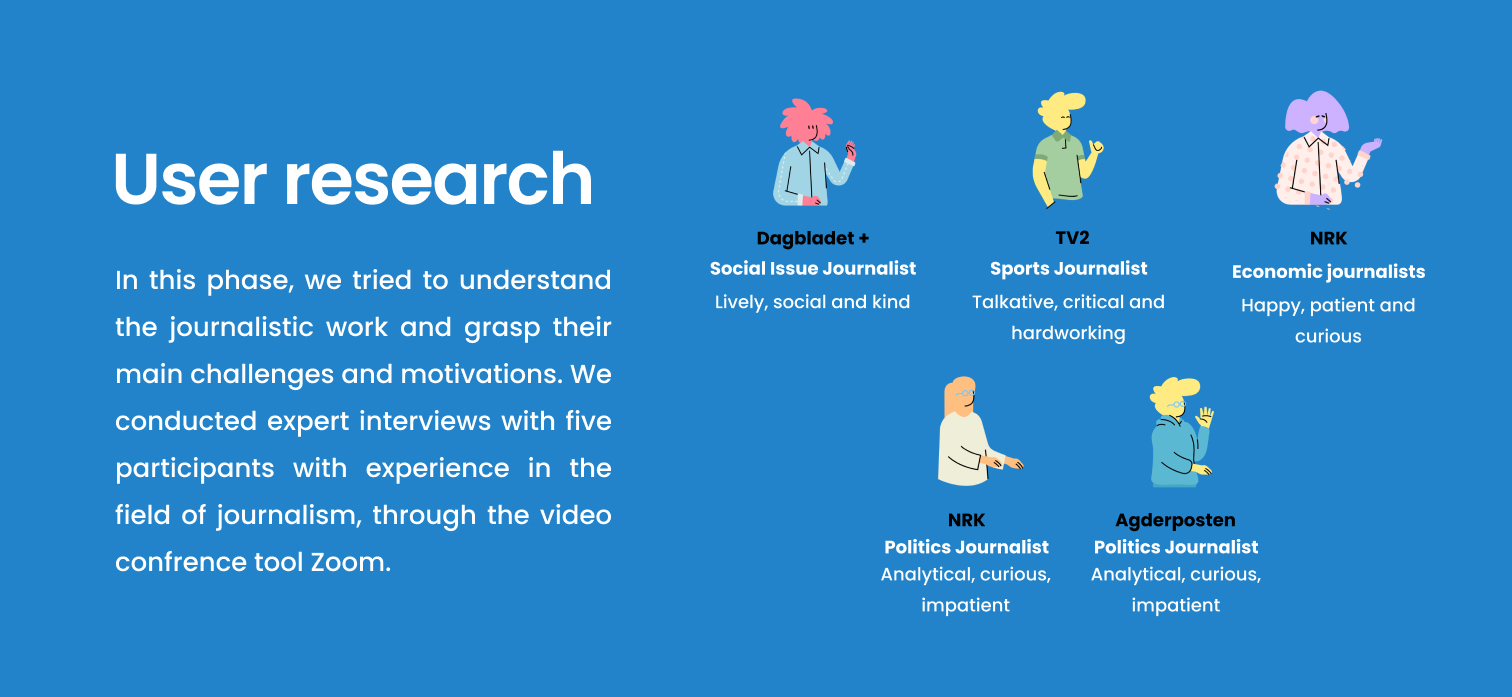 User research
In this phase, we tried to understand
the journalistic work and grasp their
main challenges and motivations. We
conducted expert interviews with five
participants with experience in the
field of journalism, through the video
confrence tool Zoom.
Dagbladet +
Social Issue Journalist
Lively, social and kind
TV2
Sports Journalist
Talkative, critical and
hardworking
NRK
Economic journalists
Happy, patient and
curious
NRK
Politics Journalist
Analytical, curious,
impatient
Agderposten
Politics Journalist
Analytical, curious,
impatient